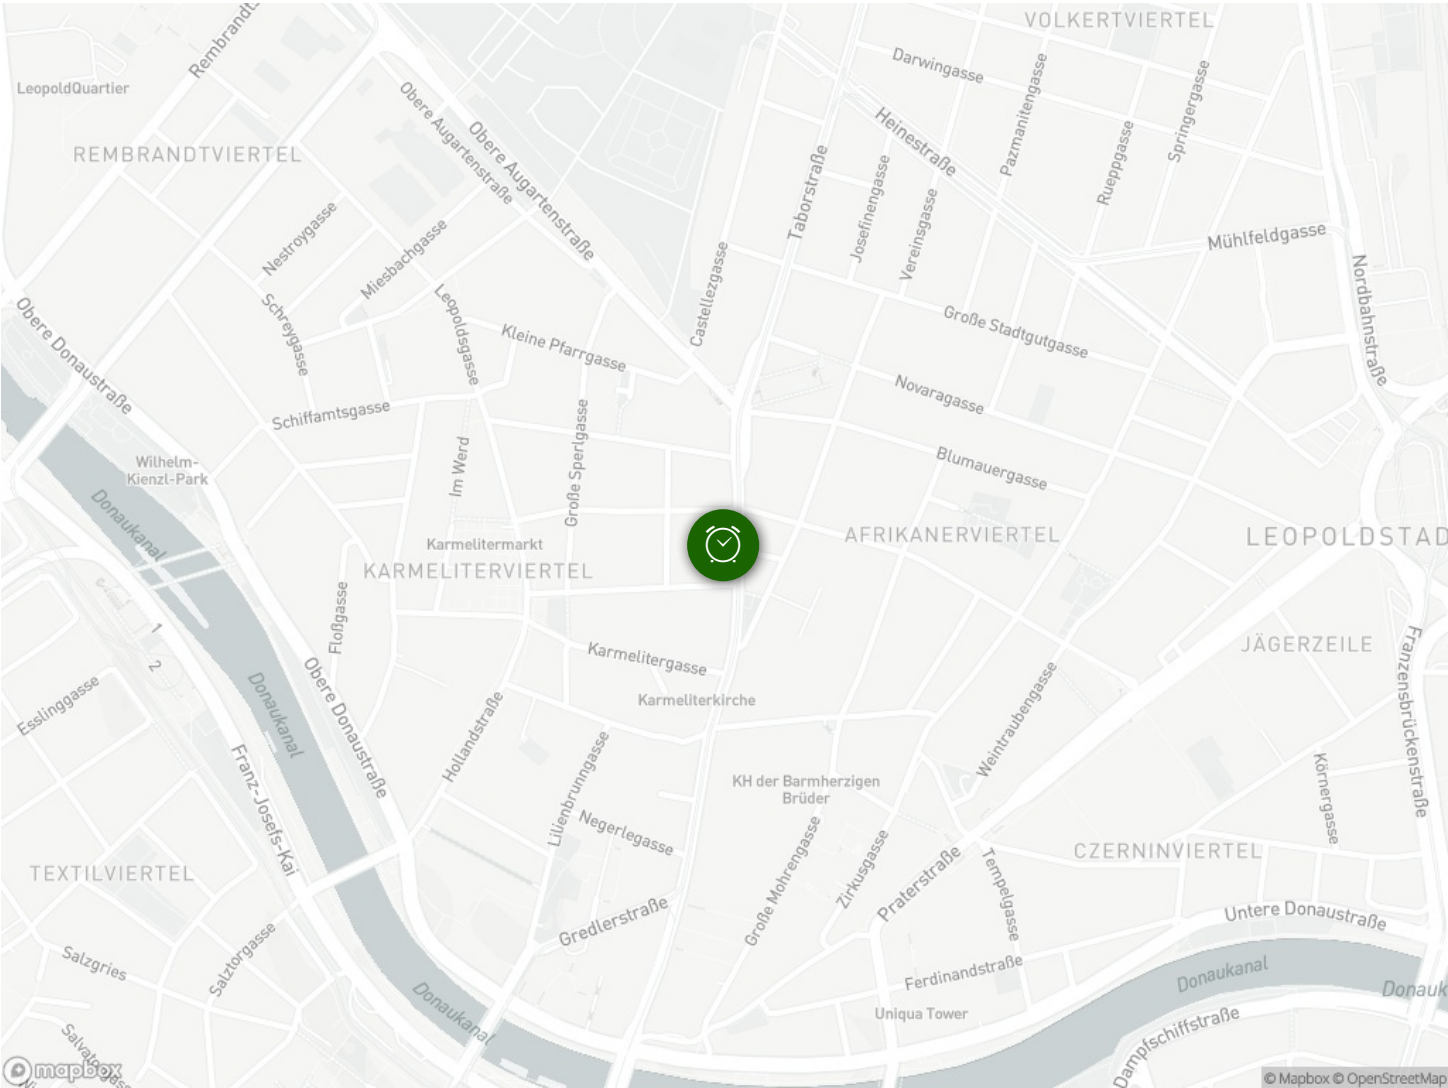 VOLKERTVIERTEL
Rembrandts
Darwingasse
LeopoldQuartier
Obere Augartenstraße
Obere Augartenstraße
Heinestraße
Pazmanitengasse
Springergasse
Rueppgasse
REMBRANDTVIERTEL
Taborstraße
Josefinengasse
Vereinsgasse
Nestroygasse
Miesbachgasse
Mühlfeldgasse
Nordbahnstraße
Castellezgasse
Obere Donaustraße
Schreygasse
Leopoldsgasse
Kleine Pfarrgasse
Große Stadtgutgasse
Novaragasse
Schiffamtsgasse
Große Sperlgasse
Im Werd
Blumauergasse
Wilhelm-
Kienzl-Park
Donaukanal
Karmelitermarkt
AFRIKANERVIERTEL
LEOPOLDSTAD
KARMELITERVIERTEL
Floßgasse
1
2
Karmelitergasse
JÄGERZEILE
Franzensbrückenstraße
Esslinggasse
Donaukanal
Obere Donaustraße
Karmeliterkirche
Hollandstraße
Weintraubengasse
Franz-Josefs-Kai
Lilienbrunngasse
KH der Barmherzigen
Brüder
Körnergasse
Negerlegasse
TEXTILVIERTEL
Große Mohrengasse
Zirkusgasse
Praterstraße
Tempelgasse
CZERNINVIERTEL
Gredlerstraße
Untere Donaustraße
Salzgries
Salztorgasse
Ferdinandstraße
Donaukanal
Donaukanal
Donauk
Uniqua Tower
Dampfschiffstraße
Salvatorgasse
mapbox
© Mapbox © OpenStreetMap